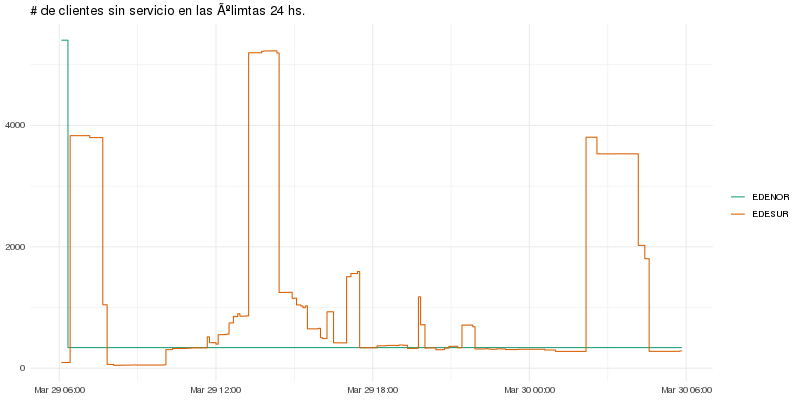 # de clientes sin servicio en las Ãºlimtas 24 hs.
4000
2000
0
Mar 29 06:00 Mar 29 12:00 Mar 29 18:00 Mar 30 00:00 Mar 30 06:00
EDENOR
EDESUR